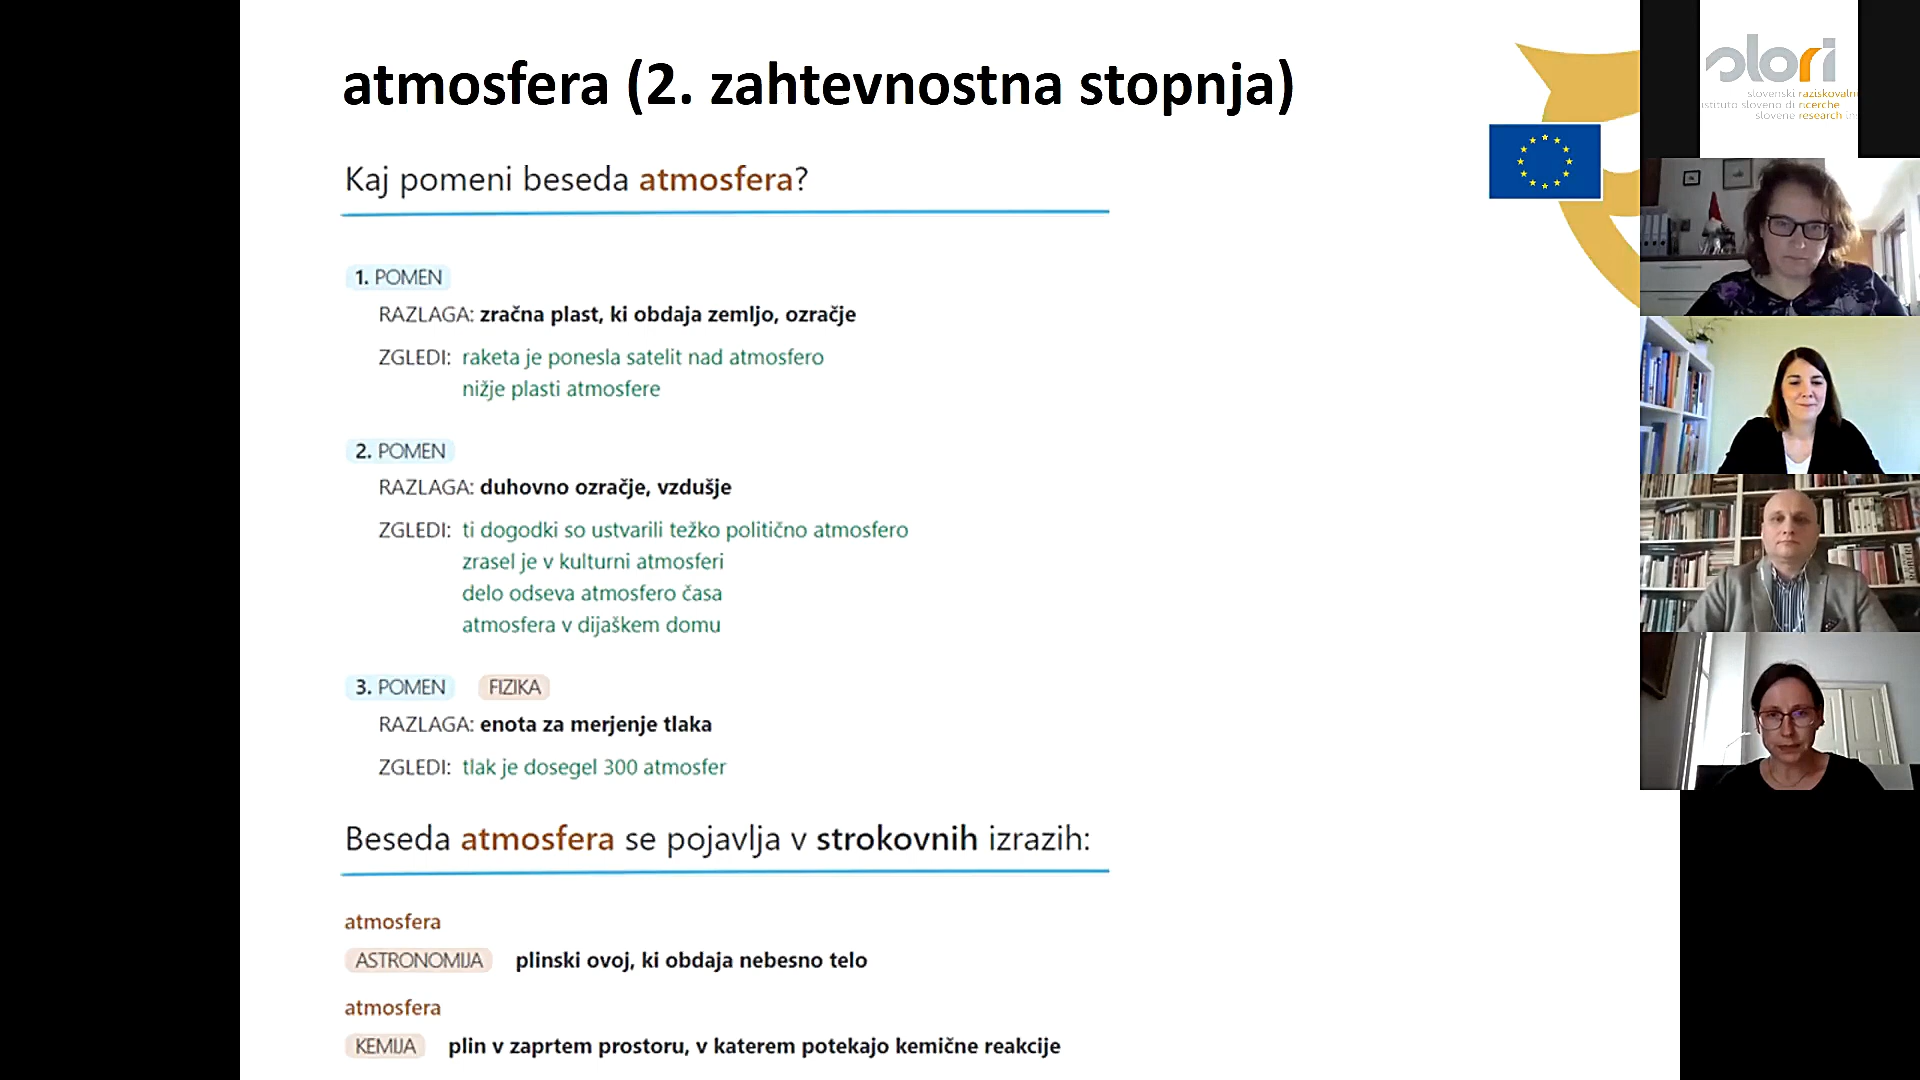 atmosfera (2. zahtevnostna stopnja)
Kaj pomeni beseda atmosfera?
1. POMEN
RAZLAGA: zračna plast, ki obdaja zemljo, ozračje
ZGLEDI: raketa je ponesla satelit nad atmosfero
nižje plasti atmosfere
2. POMEN
RAZLAGA: duhovno ozračje, vzdušje
ZGLEDI: ti dogodki so ustvarili težko politično atmosfero
zrasel je v kulturni atmosferi
delo odseva atmosfero časa
atmosfera v dijaškem domu
3. POMEN FIZIKA
RAZLAGA: enota za merjenje tlaka
ZGLEDI: tlak je dosegel 300 atmosfer
Beseda atmosfera se pojavlja v strokovnih izrazih:
atmosfera
ASTRONOMIJA plinski ovoj, ki obdaja nebesno telo
atmosfera
KEMIJA plin v zaprtem prostoru, v katerem potekajo kemične reakcije
slori
slovenski raziskovaln
istituto sloveno di ricerche
slovene research in